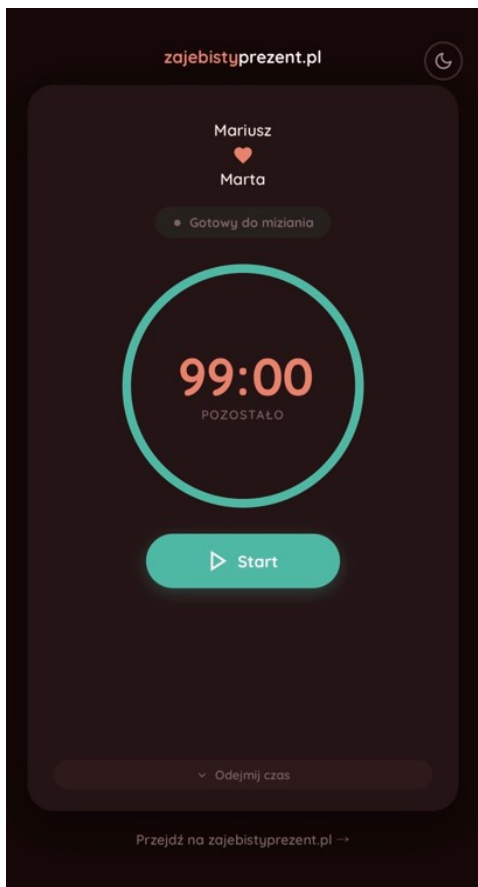 zajebistyprezent.pl
Mariusz
Marta
Gotowy do miziania
99:00
POZOSTAŁO
Start
Odejmij czas
Przejdź na zajebistyprezent.pl →